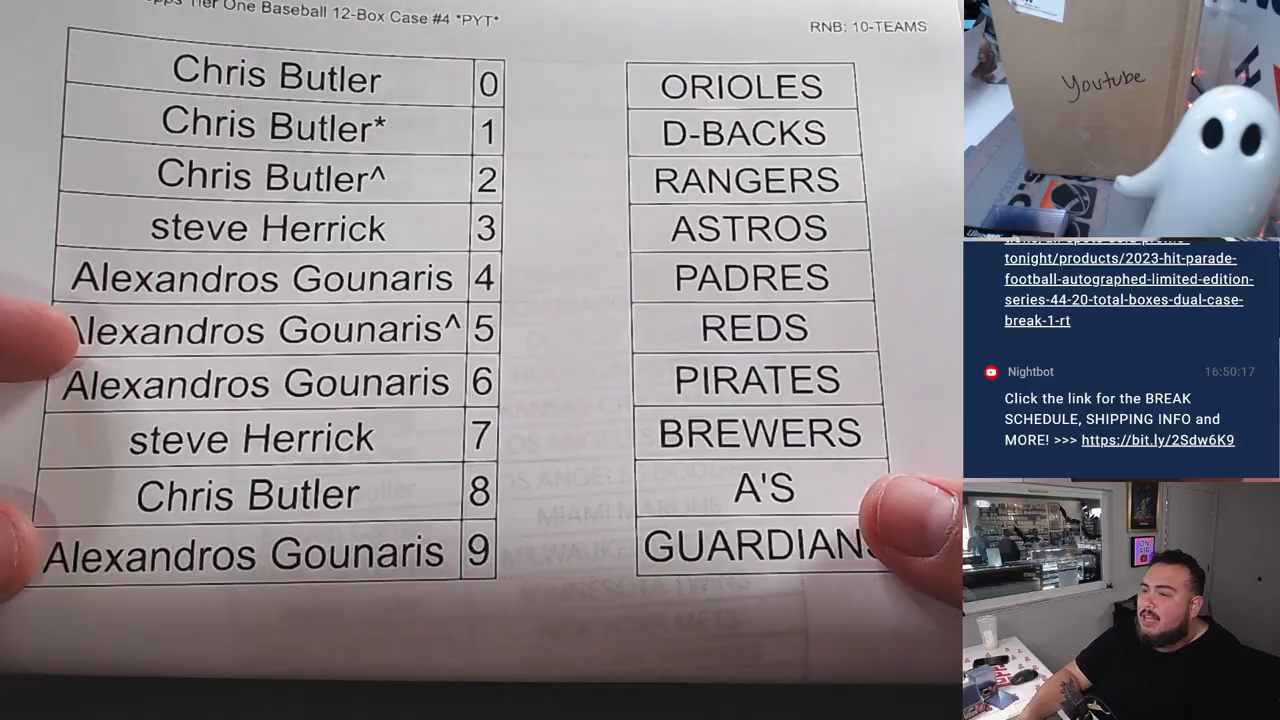 Tier One Baseball 12-Box Case #4 *PYT*
RNB: 10-TEAMS
Chris Butler 0 ORIOLES
Chris Butler* 1 D-BACKS
Chris Butler^ 2 RANGERS
steve Herrick 3 ASTROS
Alexandros Gounaris 4 PADRES
Alexandros Gounaris^ 5 REDS
Alexandros Gounaris 6 PIRATES
steve Herrick 7 BREWERS
Chris Butler 8 A'S
Alexandros Gounaris 9 GUARDIANS
Youtube
tonight/products/2023-hit-parade-
football-autographed-limited-edition-
series-44-20-total-boxes-dual-case-
break-1-rt
Nightbot 16:50:17
Click the link for the BREAK
SCHEDULE, SHIPPING INFO and
MORE! >>> https://bit.ly/2Sdw6K9
ON
AIR